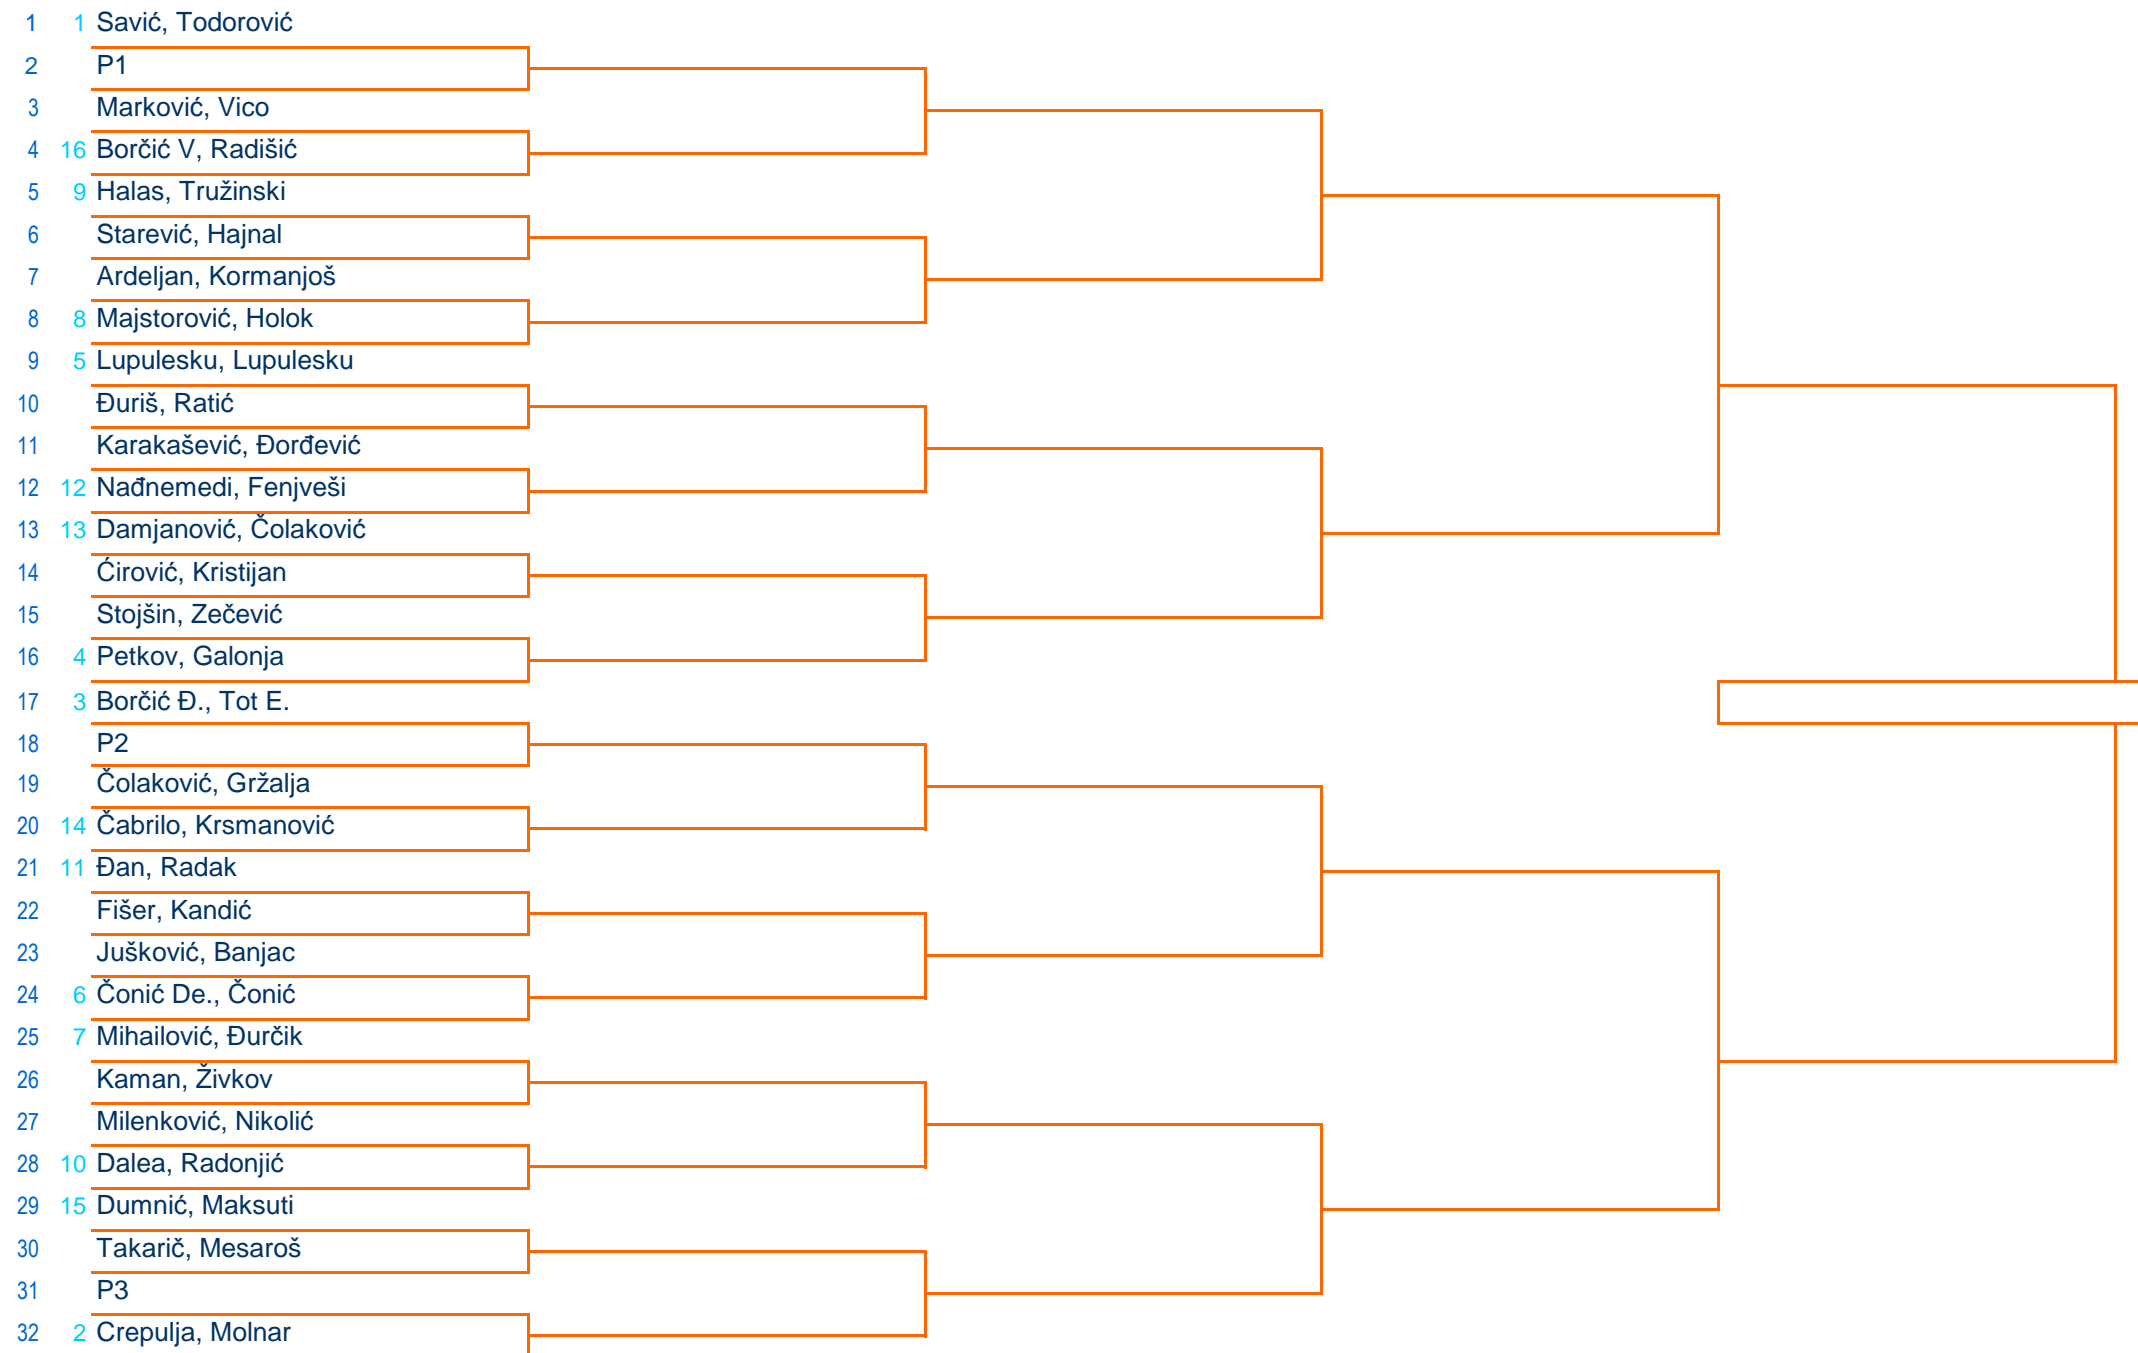 1 1 Savić, Todorović
2 P1
3 Marković, Vico
4 16 Borčić V, Radišić
5 9 Halas, Tružinski
6 Starević, Hajnal
7 Ardeljan, Kormanjoš
8 8 Majstorović, Holok
9 5 Lupulesku, Lupulesku
10 Đuriš, Ratić
11 Karakašević, Đorđević
12 12 Nađnemedi, Fenjveši
13 13 Damjanović, Čolaković
14 Ćirović, Kristijan
15 Stojšin, Zečević
16 4 Petkov, Galonja
17 3 Borčić Đ., Tot E.
18 P2
19 Čolaković, Gržalja
20 14 Čabrilo, Krsmanović
21 11 Đan, Radak
22 Fišer, Kandić
23 Jušković, Banjac
24 6 Čonić De., Čonić
25 7 Mihailović, Đurčik
26 Kaman, Živkov
27 Milenković, Nikolić
28 10 Dalea, Radonjić
29 15 Dumnić, Maksuti
30 Takarič, Mesaroš
31 P3
32 2 Crepulja, Molnar